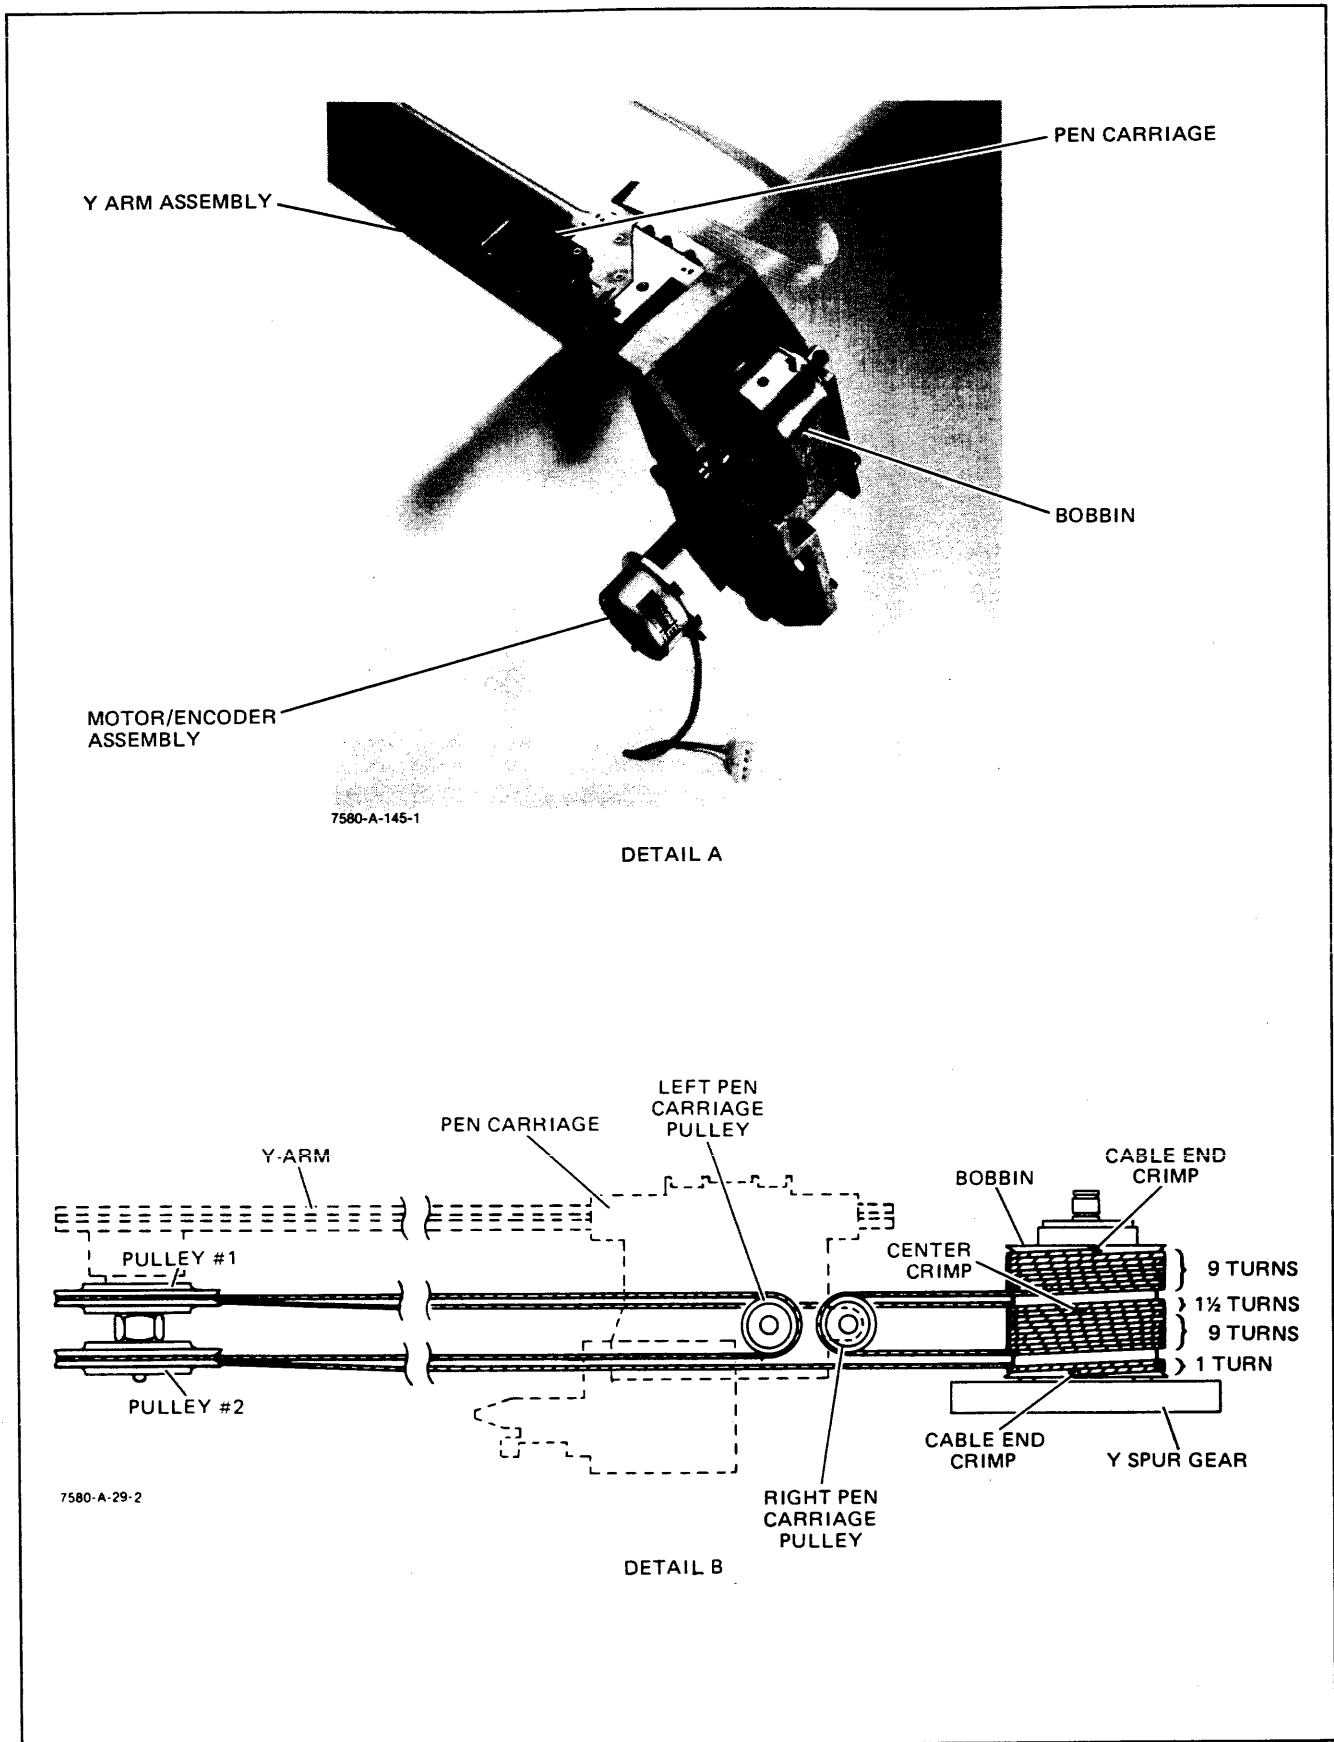 PEN CARRIAGE
Y ARM ASSEMBLY
BOBBIN
MOTOR/ENCODER
ASSEMBLY
7580-A-145-1
DETAIL A
LEFT PEN
CARRIAGE
PULLEY
PEN CARRIAGE
Y-ARM
CABLE END
CRIMP
BOBBIN
CENTER
CRIMP
PULLEY #1
9 TURNS
1½ TURNS
9 TURNS
1 TURN
PULLEY #2
CABLE END
CRIMP
Y SPUR GEAR
7580-A-29-2
RIGHT PEN
CARRIAGE
PULLEY
DETAIL B